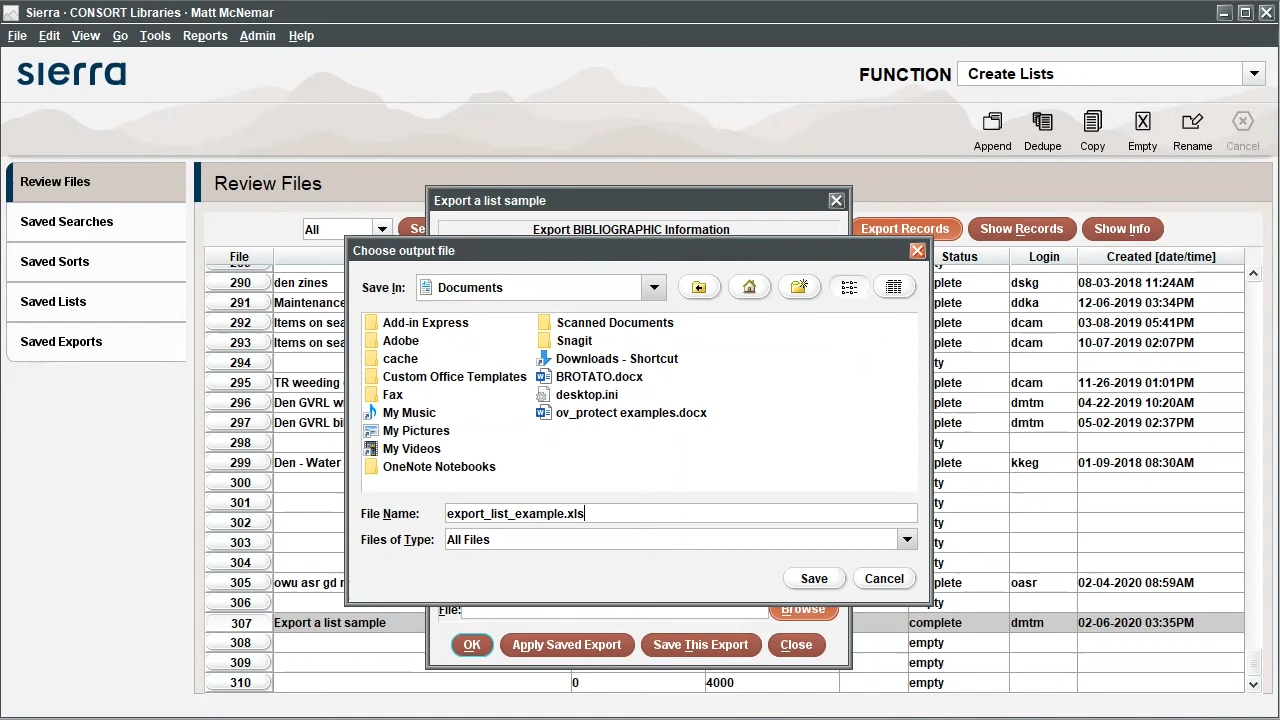 Sierra · CONSORT Libraries · Matt McNemar
File Edit View Go Tools Reports Admin Help
sierra
FUNCTION Create Lists
Append Dedupe Copy Empty Rename Cancel
Review Files
Saved Searches
Saved Sorts
Saved Lists
Saved Exports
Review Files
All Se Export Records Show Records Show Info
File Status Login Created [date/time]
290 den zines plete dskg 08-03-2018 11:24AM
291 Maintenance plete ddka 12-06-2019 03:34PM
292 Items on sea plete dcam 03-08-2019 05:41PM
293 Items on sea plete dcam 10-07-2019 02:07PM
294 ty
295 TR weeding plete dcam 11-26-2019 01:01PM
296 Den GVRL w plete dmtm 04-22-2019 10:20AM
297 Den GVRL bi plete dmtm 05-02-2019 02:37PM
298 ty
299 Den - Water plete kkeg 01-09-2018 08:30AM
300 ty
301 ty
302 ty
303 ty
304 ty
305 owu asr gd plete oasr 02-04-2020 08:59AM
306 ty
307 Export a list sample complete dmtm 02-06-2020 03:35PM
308 empty
309 empty
310 0 4000 empty
Export a list sample
Export BIBLIOGRAPHIC Information
Choose output file
Save In: Documents
Add-in Express
Adobe
cache
Custom Office Templates
Fax
My Music
My Pictures
My Videos
OneNote Notebooks
Scanned Documents
Snagit
Downloads - Shortcut
BROTATO.docx
desktop.ini
ov_protect examples.docx
File Name: export_list_example.xls
Files of Type: All Files
Save Cancel
File: Browse
OK Apply Saved Export Save This Export Close